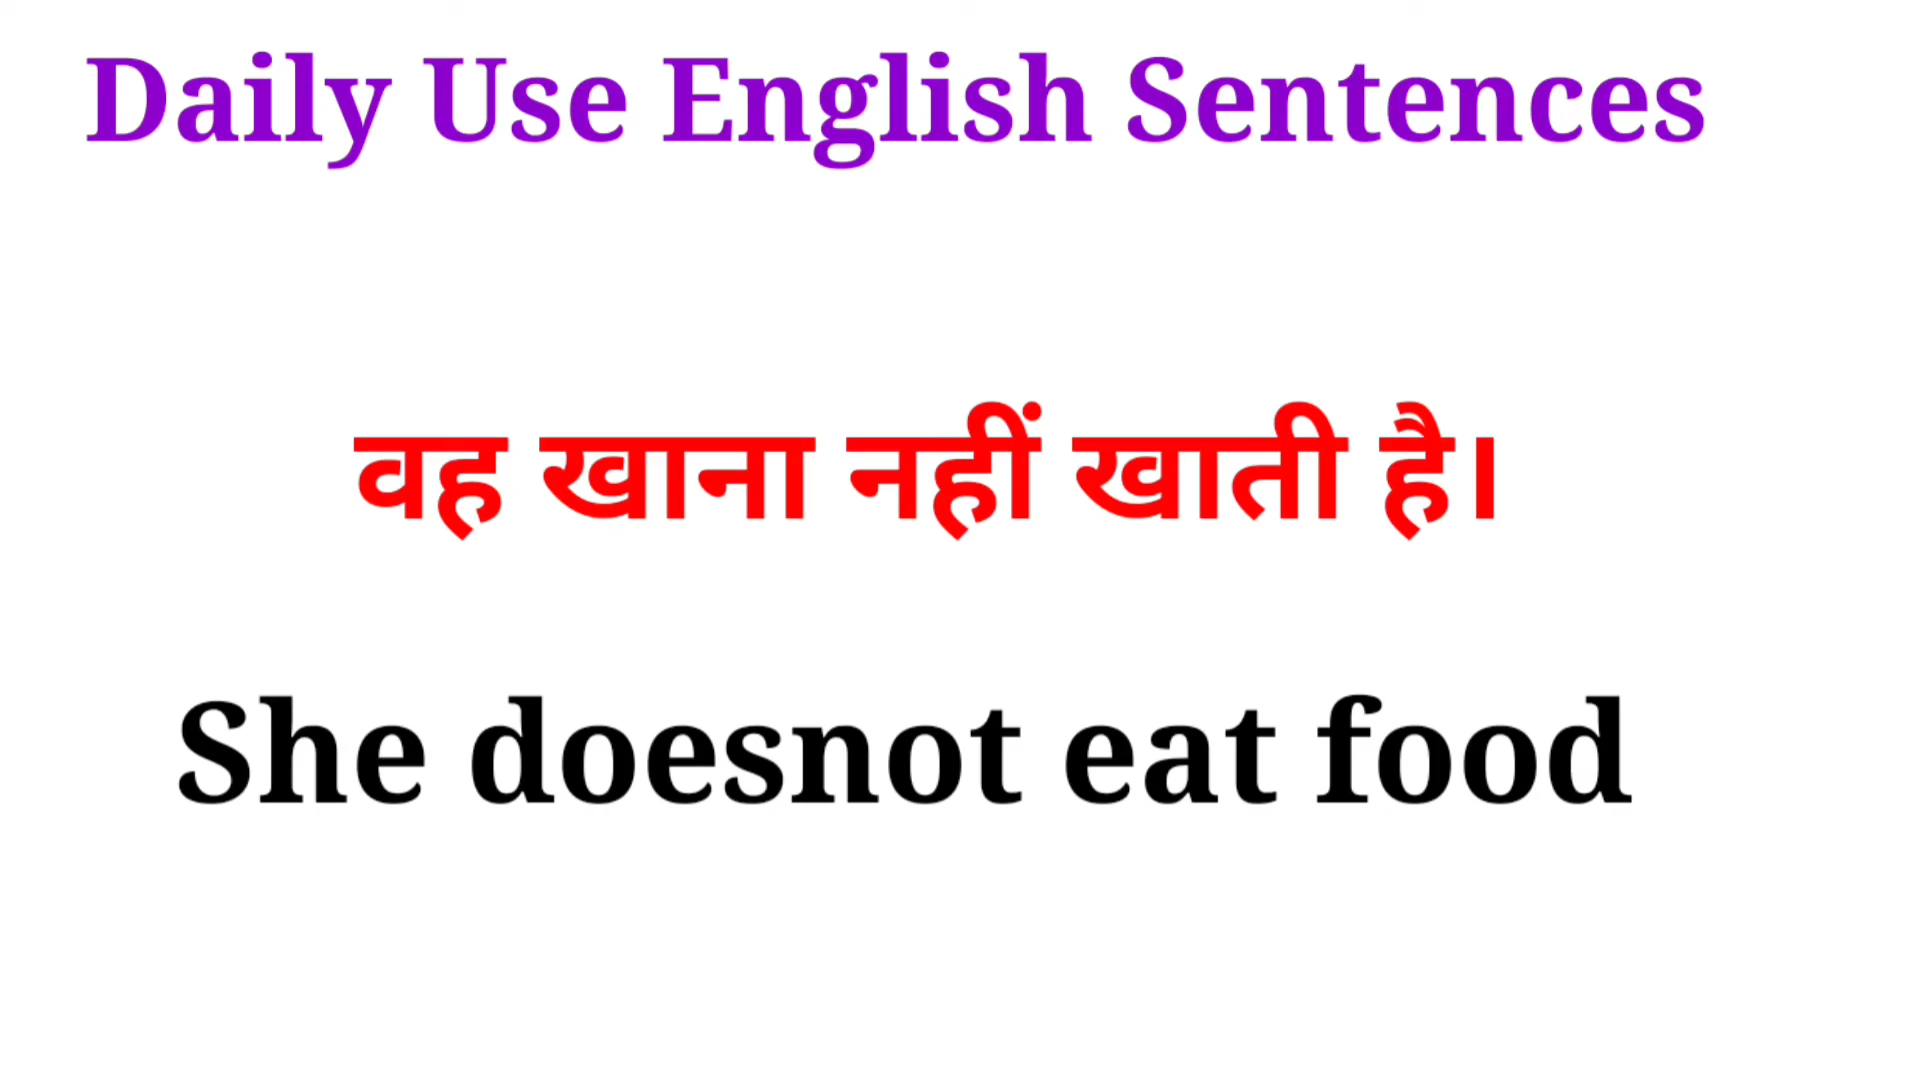 Daily Use English Sentences
वह खाना नहीं खाती है।
She doesnot eat food